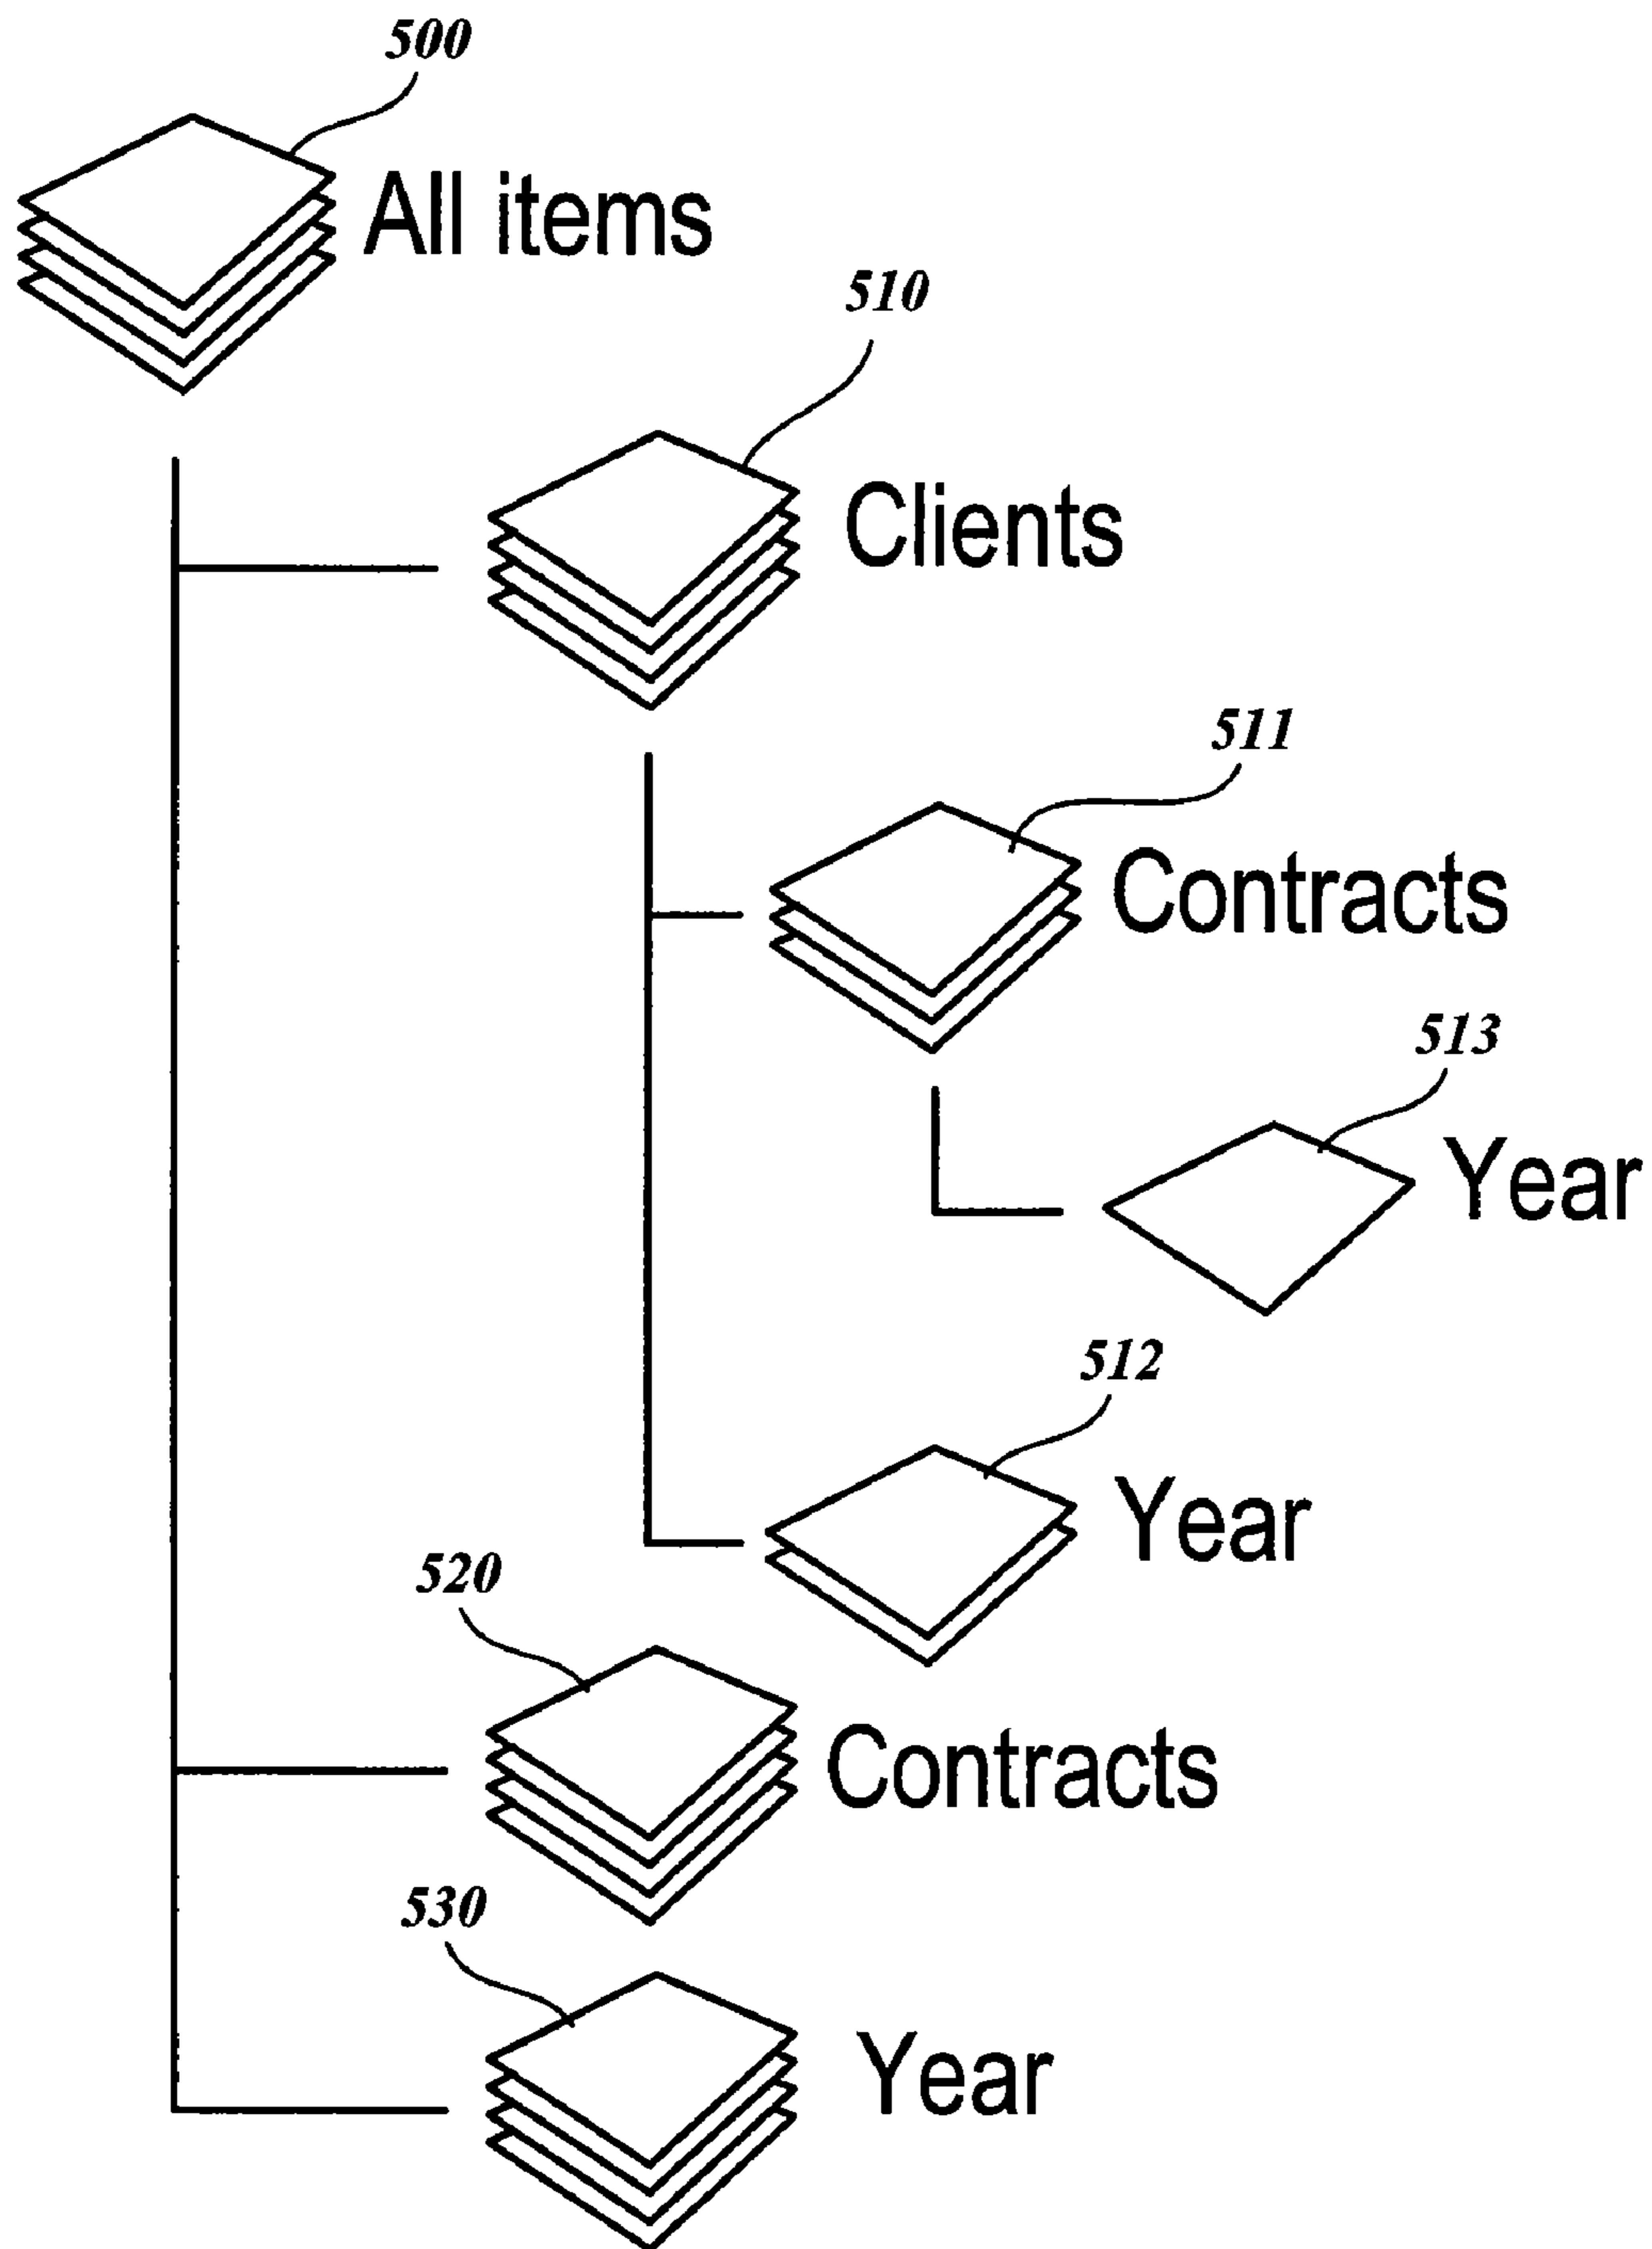 500
All items
510
Clients
511
Contracts
513
Year
512
Year
520
Contracts
530
Year